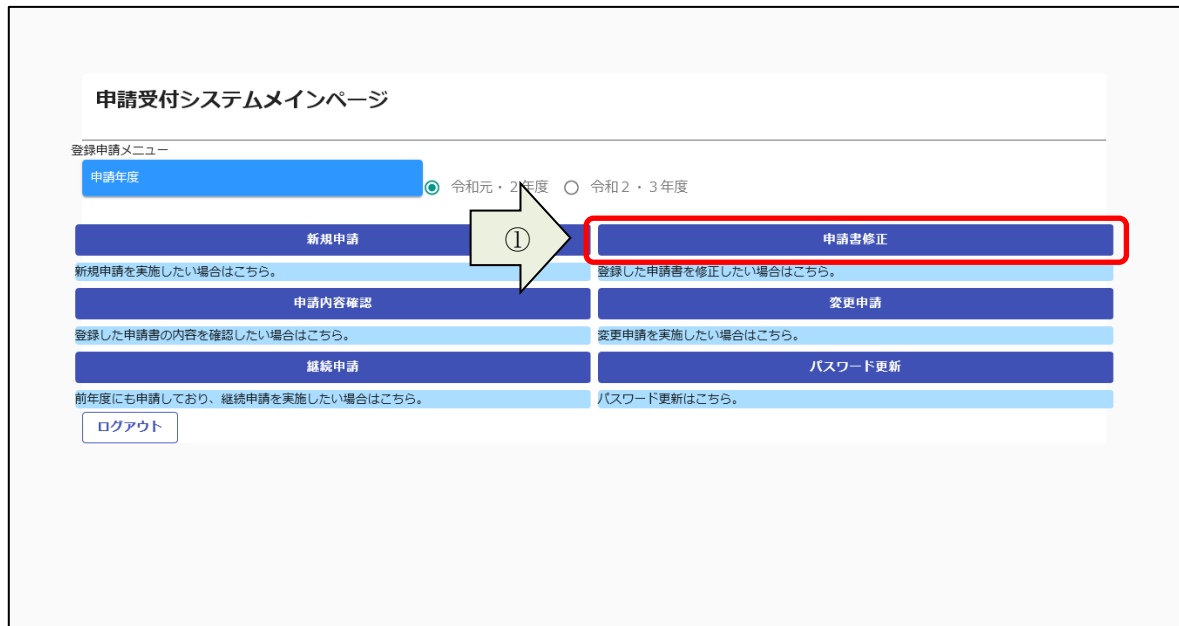 申請受付システムメインページ
登録申請メニュー
申請年度
令和元・2年度 令和2・3年度
新規申請 ① 申請書修正
新規申請を実施したい場合はこちら。 登録した申請書を修正したい場合はこちら。
申請内容確認 変更申請
登録した申請書の内容を確認したい場合はこちら。 変更申請を実施したい場合はこちら。
継続申請 パスワード更新
前年度にも申請しており、継続申請を実施したい場合はこちら。 パスワード更新はこちら。
ログアウト